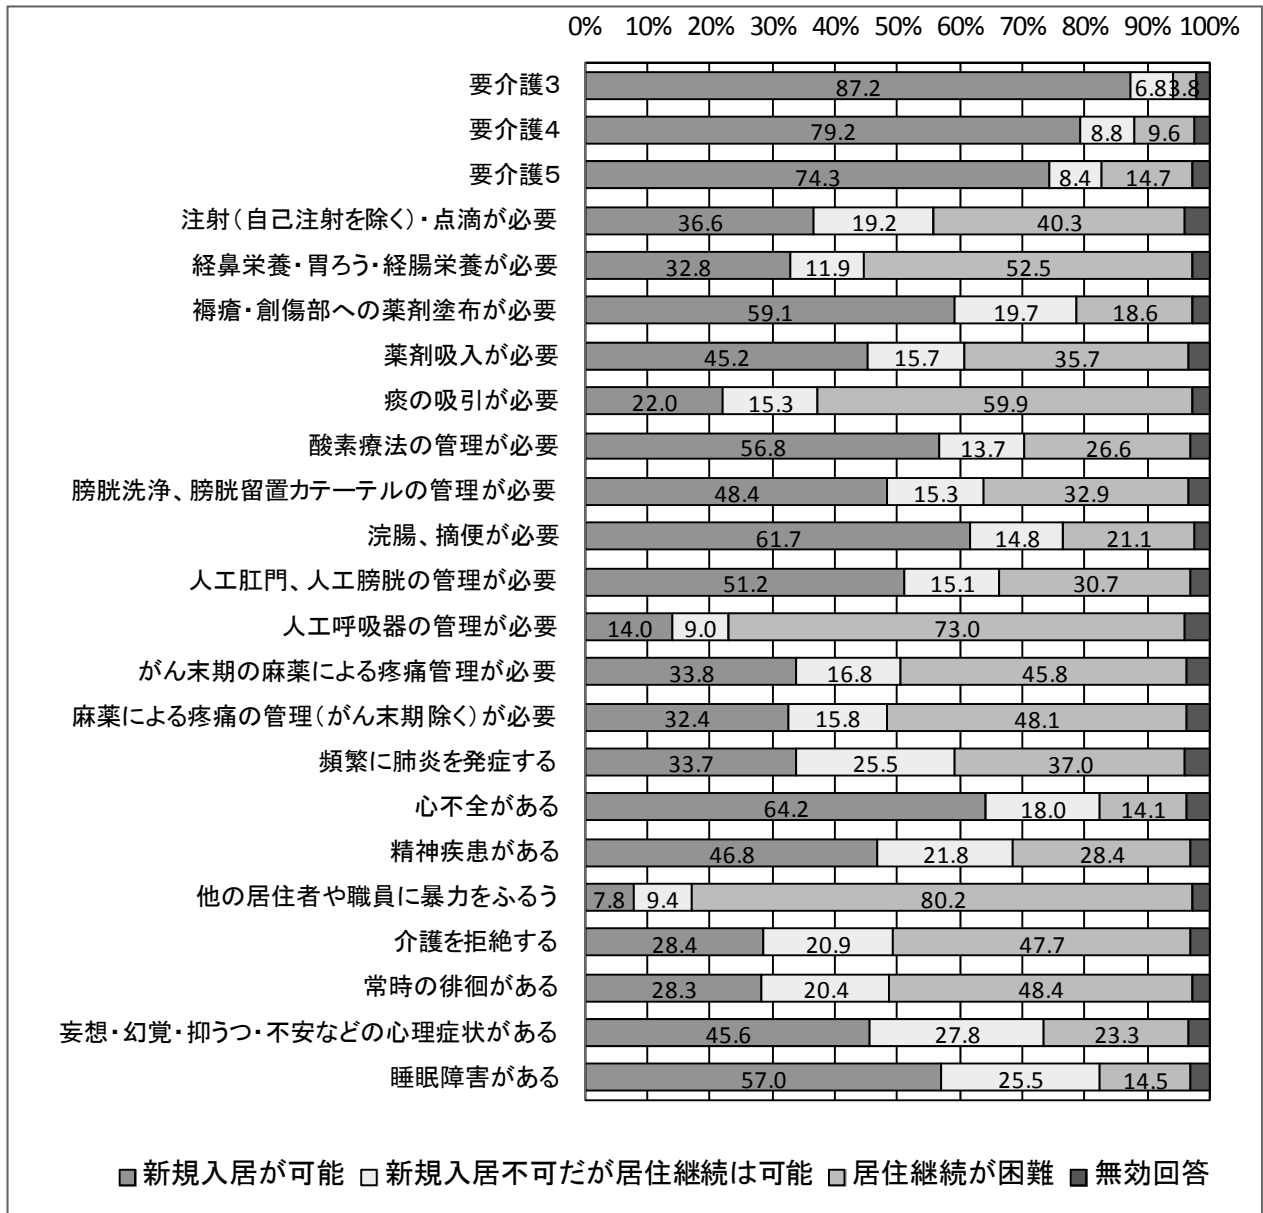 0% 10% 20% 30% 40% 50% 60% 70% 80% 90% 100%
要介護３ 87.2 6.8 3.8
要介護４ 79.2 8.8 9.6
要介護５ 74.3 8.4 14.7
注射（自己注射を除く）・点滴が必要 36.6 19.2 40.3
経鼻栄養・胃ろう・経腸栄養が必要 32.8 11.9 52.5
褥瘡・創傷部への薬剤塗布が必要 59.1 19.7 18.6
薬剤吸入が必要 45.2 15.7 35.7
痰の吸引が必要 22.0 15.3 59.9
酸素療法の管理が必要 56.8 13.7 26.6
膀胱洗浄、膀胱留置カテーテルの管理が必要 48.4 15.3 32.9
浣腸、摘便が必要 61.7 14.8 21.1
人工肛門、人工膀胱の管理が必要 51.2 15.1 30.7
人工呼吸器の管理が必要 14.0 9.0 73.0
がん末期の麻薬による疼痛管理が必要 33.8 16.8 45.8
麻薬による疼痛の管理（がん末期除く）が必要 32.4 15.8 48.1
頻繁に肺炎を発症する 33.7 25.5 37.0
心不全がある 64.2 18.0 14.1
精神疾患がある 46.8 21.8 28.4
他の居住者や職員に暴力をふるう 7.8 9.4 80.2
介護を拒絶する 28.4 20.9 47.7
常時の徘徊がある 28.3 20.4 48.4
妄想・幻覚・抑うつ・不安などの心理症状がある 45.6 27.8 23.3
睡眠障害がある 57.0 25.5 14.5
新規入居が可能 新規入居不可だが居住継続は可能 居住継続が困難 無効回答